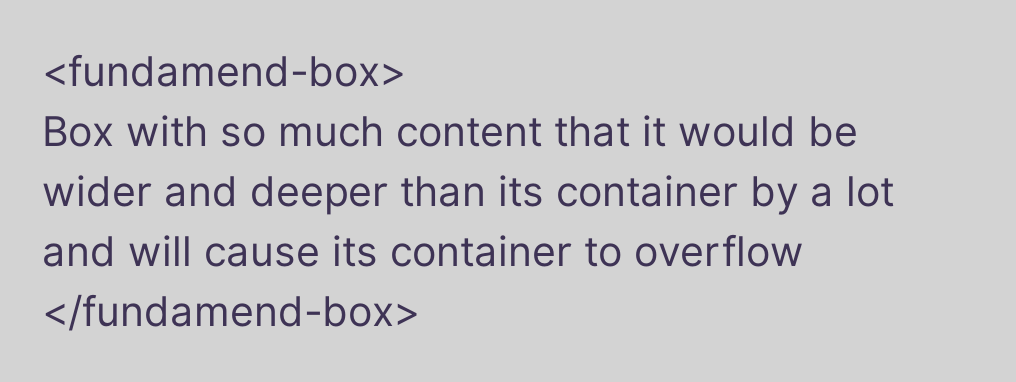 <fundamend-box>
Box with so much content that it would be
wider and deeper than its container by a lot
and will cause its container to overflow
</fundamend-box>